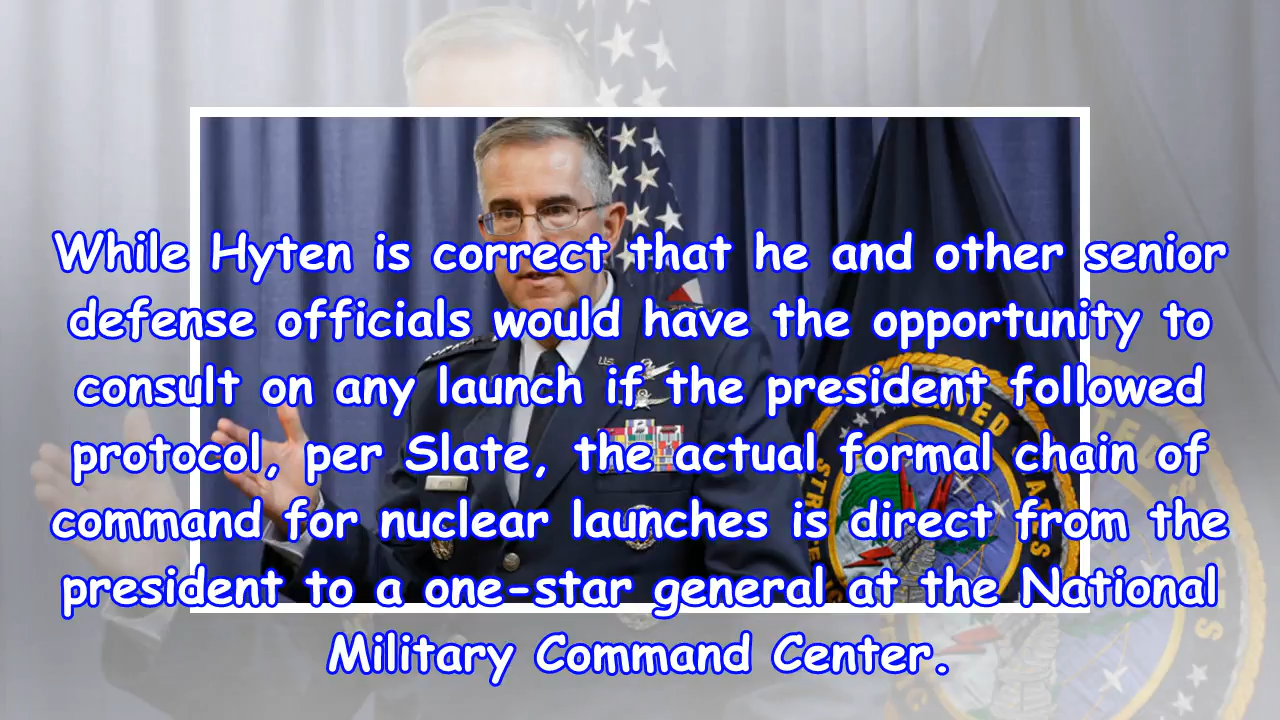 While Hyten is correct that he and other senior
defense officials would have the opportunity to
consult on any launch if the president followed
protocol, per Slate, the actual formal chain of
command for nuclear launches is direct from the
president to a one-star general at the National
Military Command Center.